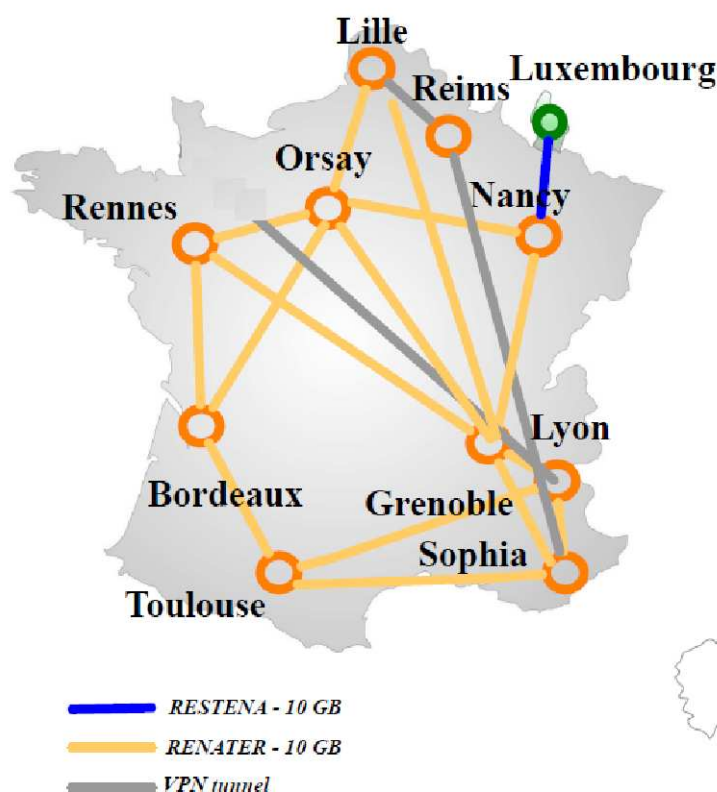 Lille
Luxembourg
Reims
Orsay
Nancy
Rennes
Lyon
Bordeaux
Grenoble
Sophia
Toulouse
RESTENA - 10 GB
RENATER - 10 GB
VPN tunnel